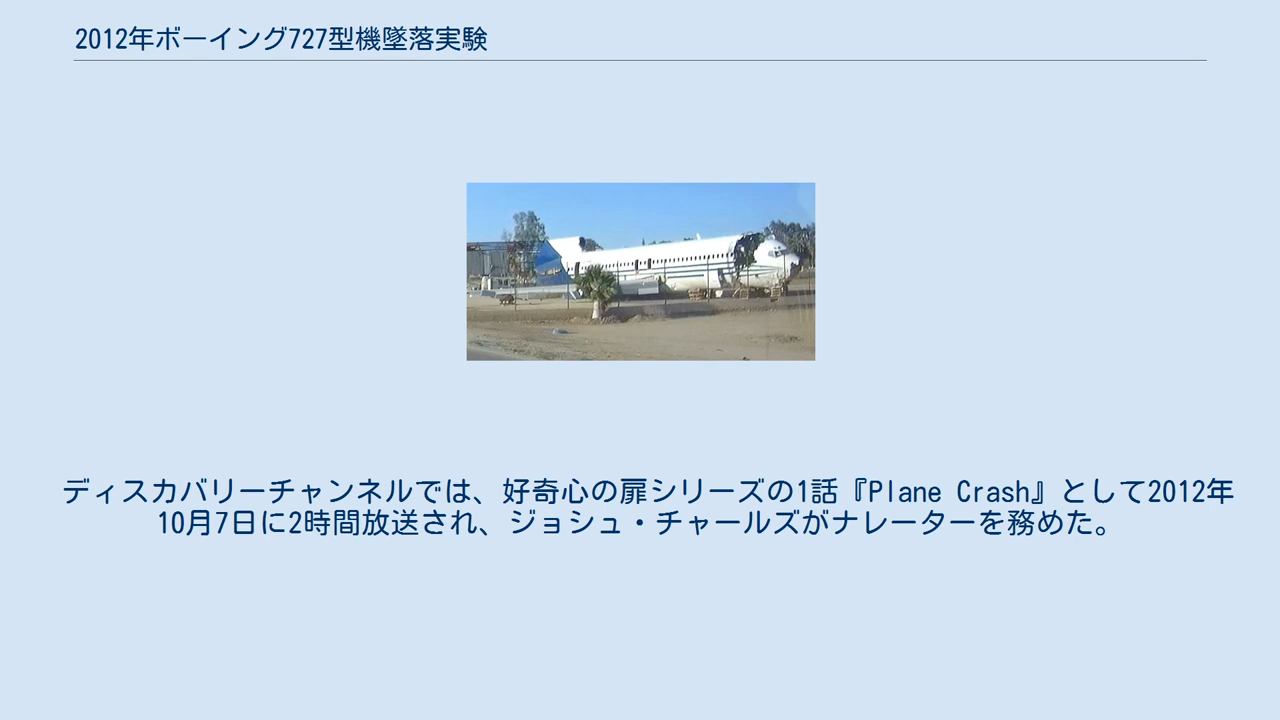 2012年ボーイング727型機墜落実験
ディスカバリーチャンネルでは、好奇心の扉シリーズの1話『Plane Crash』として2012年
10月7日に2時間放送され、ジョシュ・チャールズがナレーターを務めた。